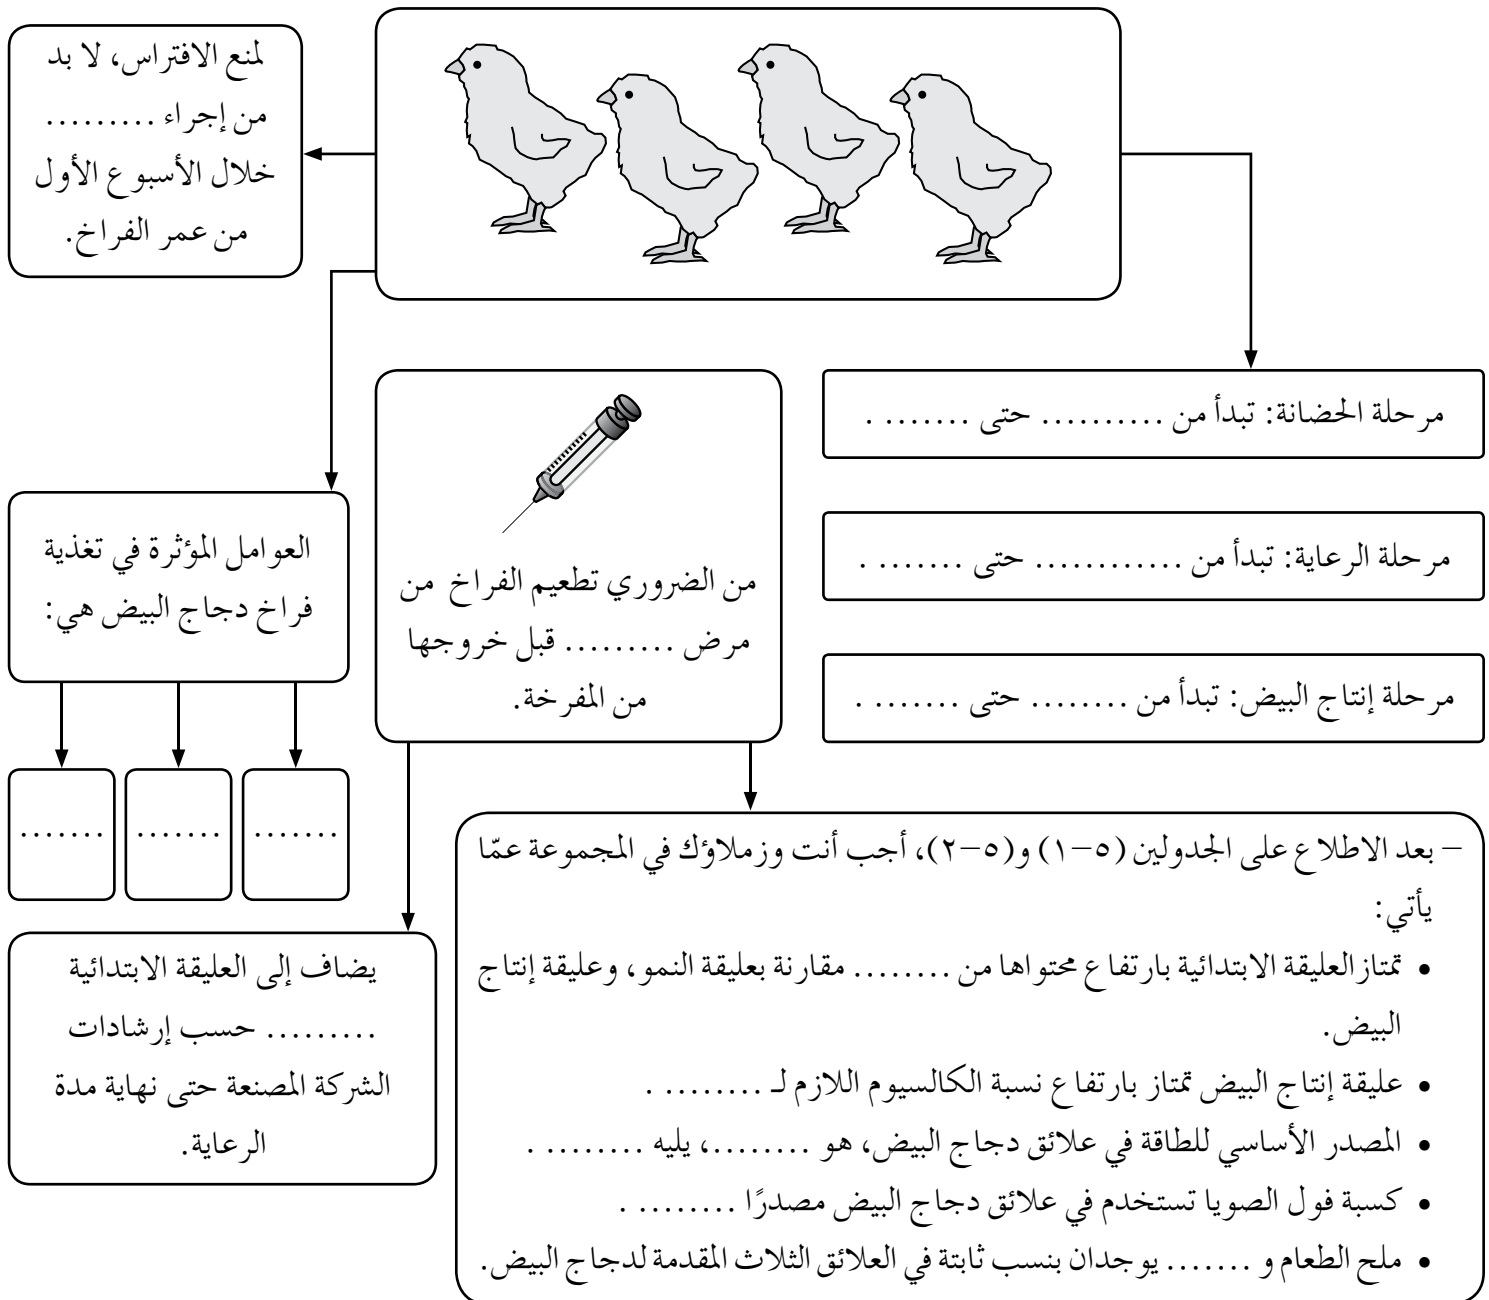 لمنع الافتراس، لا بد
من إجراء .........
خلال الأسبوع الأول
من عمر الفراخ.
مرحلة الحضانة: تبدأ من .......... حتى ....... .
مرحلة الرعاية: تبدأ من ............ حتى ........ .
مرحلة إنتاج البيض: تبدأ من ........ حتى ....... .
من الضروري تطعيم الفراخ من
مرض ......... قبل خروجها
من المفرخة.
العوامل المؤثرة في تغذية
فراخ دجاج البيض هي:
.......
.......
.......
– بعد الاطلاع على الجدولين (٥–١) و(٥–٢)، أجب أنت وزملاؤك في المجموعة عمّا
يأتي:
• تمتاز العليقة الابتدائية بارتفاع محتواها من ........ مقارنة بعليقة النمو، وعليقة إنتاج
البيض.
• عليقة إنتاج البيض تمتاز بارتفاع نسبة الكالسيوم اللازم لـ ........ .
• المصدر الأساسي للطاقة في علائق دجاج البيض، هو ........، يليه ........ .
• كسبة فول الصويا تستخدم في علائق دجاج البيض مصدرًا ........ .
• ملح الطعام و ....... يوجدان بنسب ثابتة في العلائق الثلاث المقدمة لدجاج البيض.
يضاف إلى العليقة الابتدائية
......... حسب إرشادات
الشركة المصنعة حتى نهاية مدة
الرعاية.